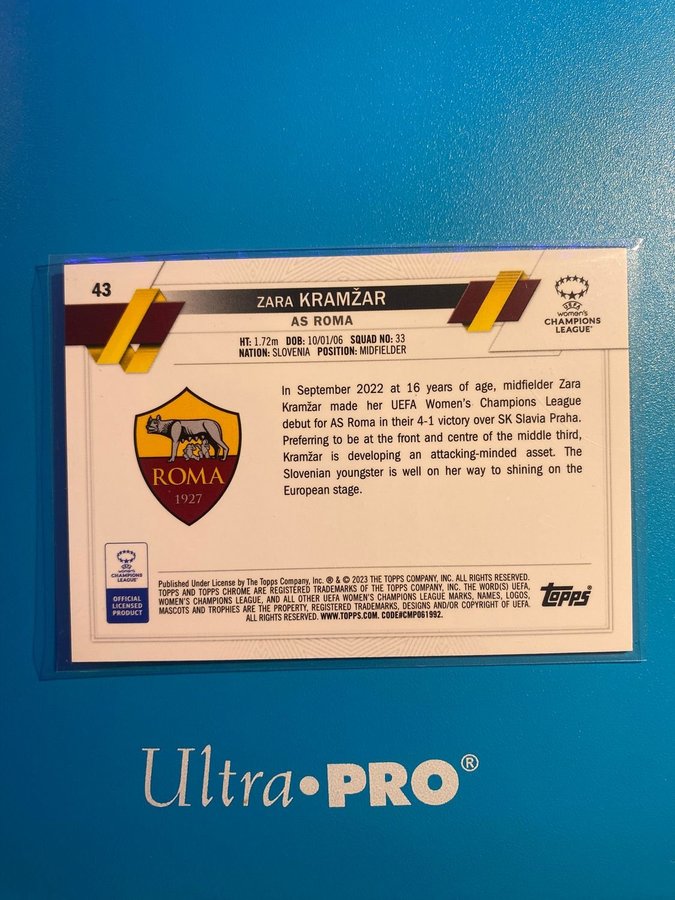 43
ZARA KRAMŽAR
AS ROMA
HT: 1.72m DOB: 10/01/06 SQUAD NO: 33
NATION: SLOVENIA POSITION: MIDFIELDER
UEFA
women's
CHAMPIONS
LEAGUE
In September 2022 at 16 years of age, midfielder Zara
Kramžar made her UEFA Women's Champions League
debut for AS Roma in their 4-1 victory over SK Slavia Praha.
Preferring to be at the front and centre of the middle third,
Kramžar is developing an attacking-minded asset. The
Slovenian youngster is well on her way to shining on the
European stage.
ROMA
1927
UEFA
women's
CHAMPIONS
LEAGUE
OFFICIAL
LICENSED
PRODUCT
Published Under License by The Topps Company, Inc. ® & © 2023 THE TOPPS COMPANY, INC. ALL RIGHTS RESERVED.
TOPPS AND TOPPS CHROME ARE REGISTERED TRADEMARKS OF THE TOPPS COMPANY, INC. THE WORD(S) UEFA,
WOMEN'S CHAMPIONS LEAGUE, AND ALL OTHER UEFA WOMEN'S CHAMPIONS LEAGUE MARKS, NAMES, LOGOS,
MASCOTS AND TROPHIES ARE THE PROPERTY, REGISTERED TRADEMARKS, DESIGNS AND/OR COPYRIGHT OF UEFA.
ALL RIGHTS RESERVED. WWW.TOPPS.COM. CODE#CMP061992.
TOPPS®
Ultra•PRO®